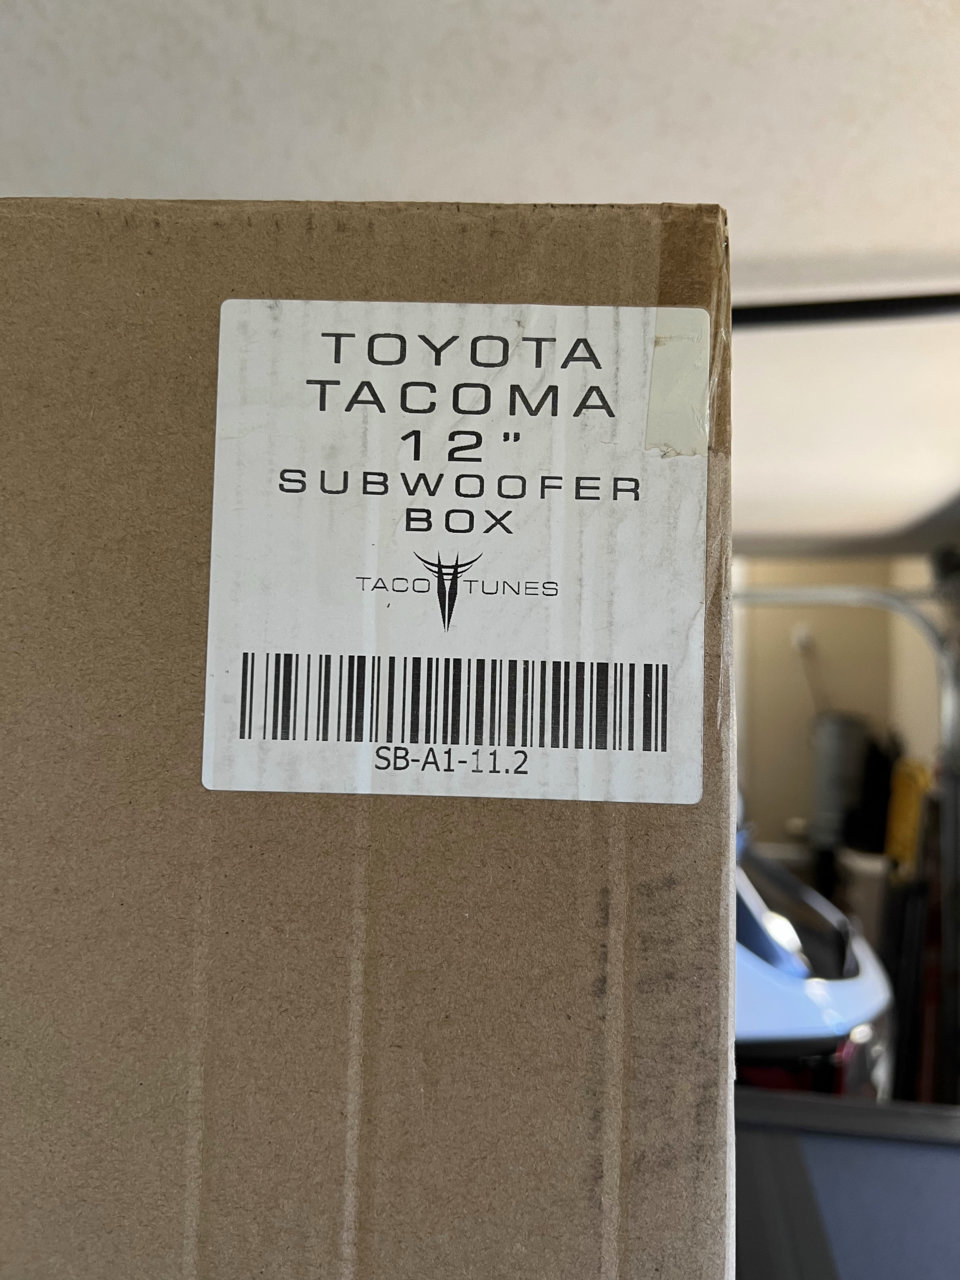 TOYOTA
TACOMA
12"
SUBWOOFER
BOX
TACO TUNES
SB-A1-11.2